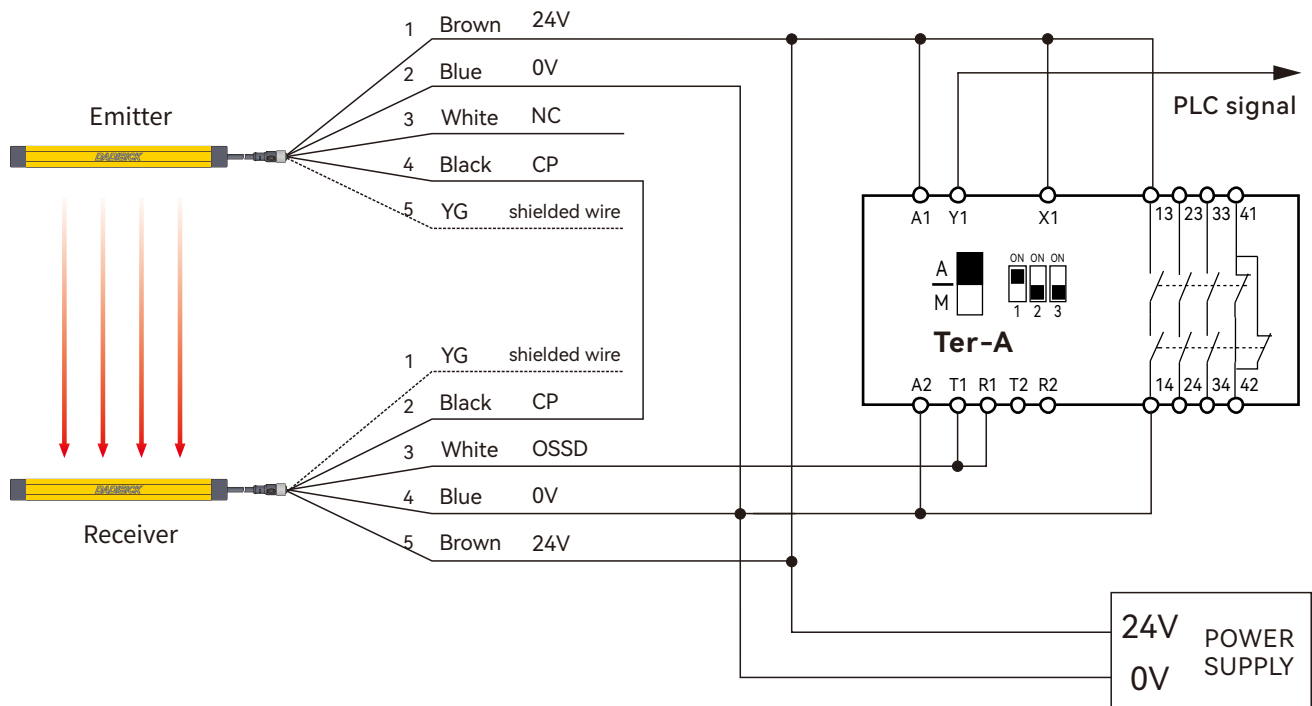 1 Brown 24V
2 Blue 0V
3 White NC
4 Black CP
5 YG shielded wire
Emitter
DADISICK
PLC signal
A1 Y1 X1 13 23 33 41
A
M
ON ON ON
1 2 3
Ter-A
A2 T1 R1 T2 R2 14 24 34 42
1 YG shielded wire
2 Black CP
3 White OSSD
4 Blue 0V
5 Brown 24V
DADISICK
Receiver
24V
0V
POWER
SUPPLY